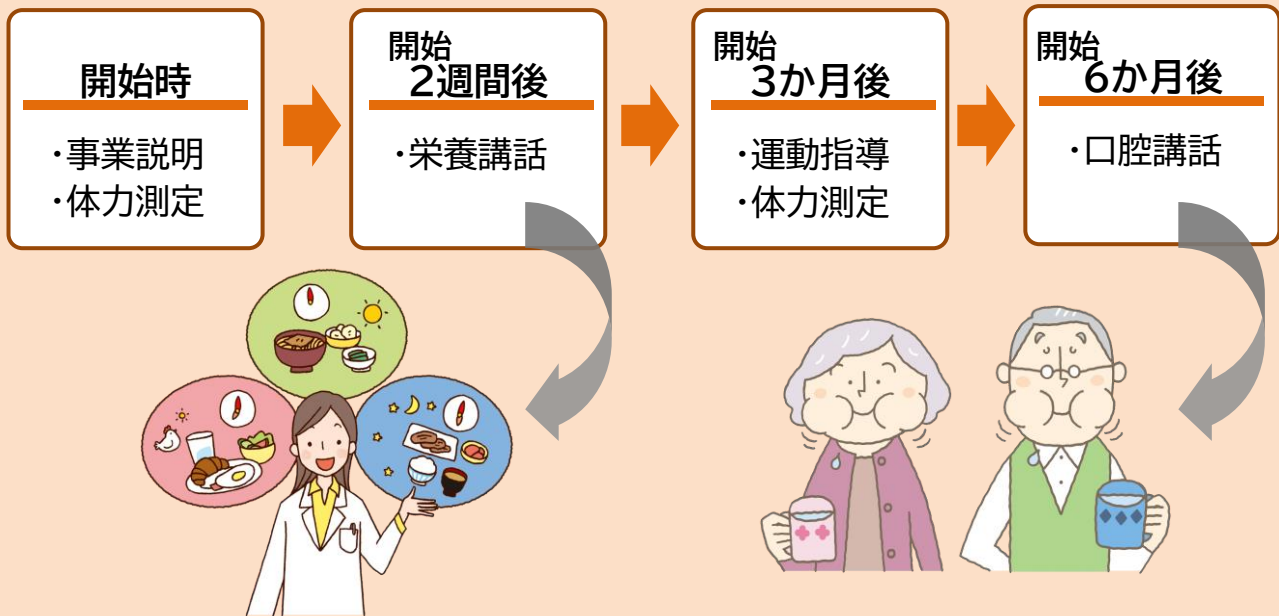 開始時
・事業説明
・体力測定
開始
2週間後
・栄養講話
開始
3か月後
・運動指導
・体力測定
開始
6か月後
・口腔講話